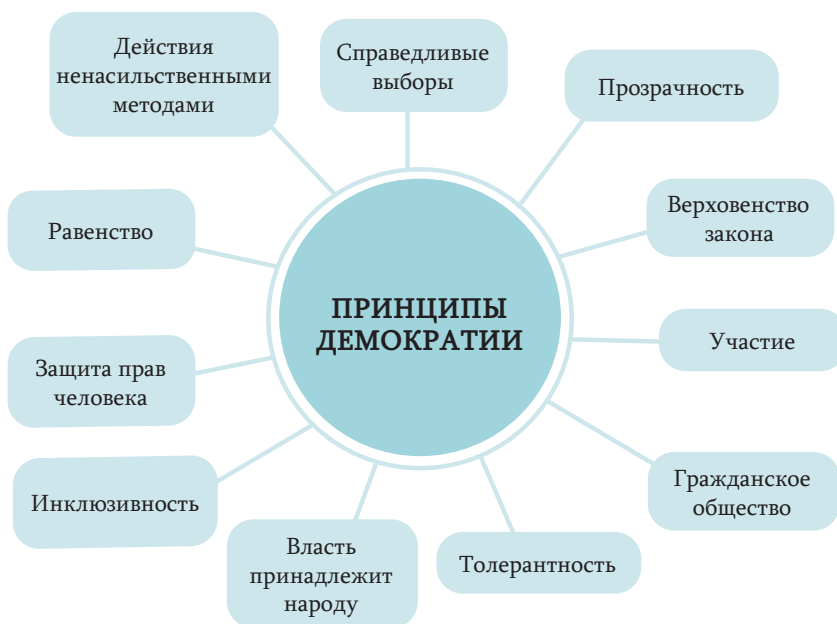 Действия
ненасильственными
методами
Справедливые
выборы
Прозрачность
Верховенство
закона
Равенство
ПРИНЦИПЫ
ДЕМОКРАТИИ
Участие
Защита прав
человека
Гражданское
общество
Инклюзивность
Власть
принадлежит
народу
Толерантность